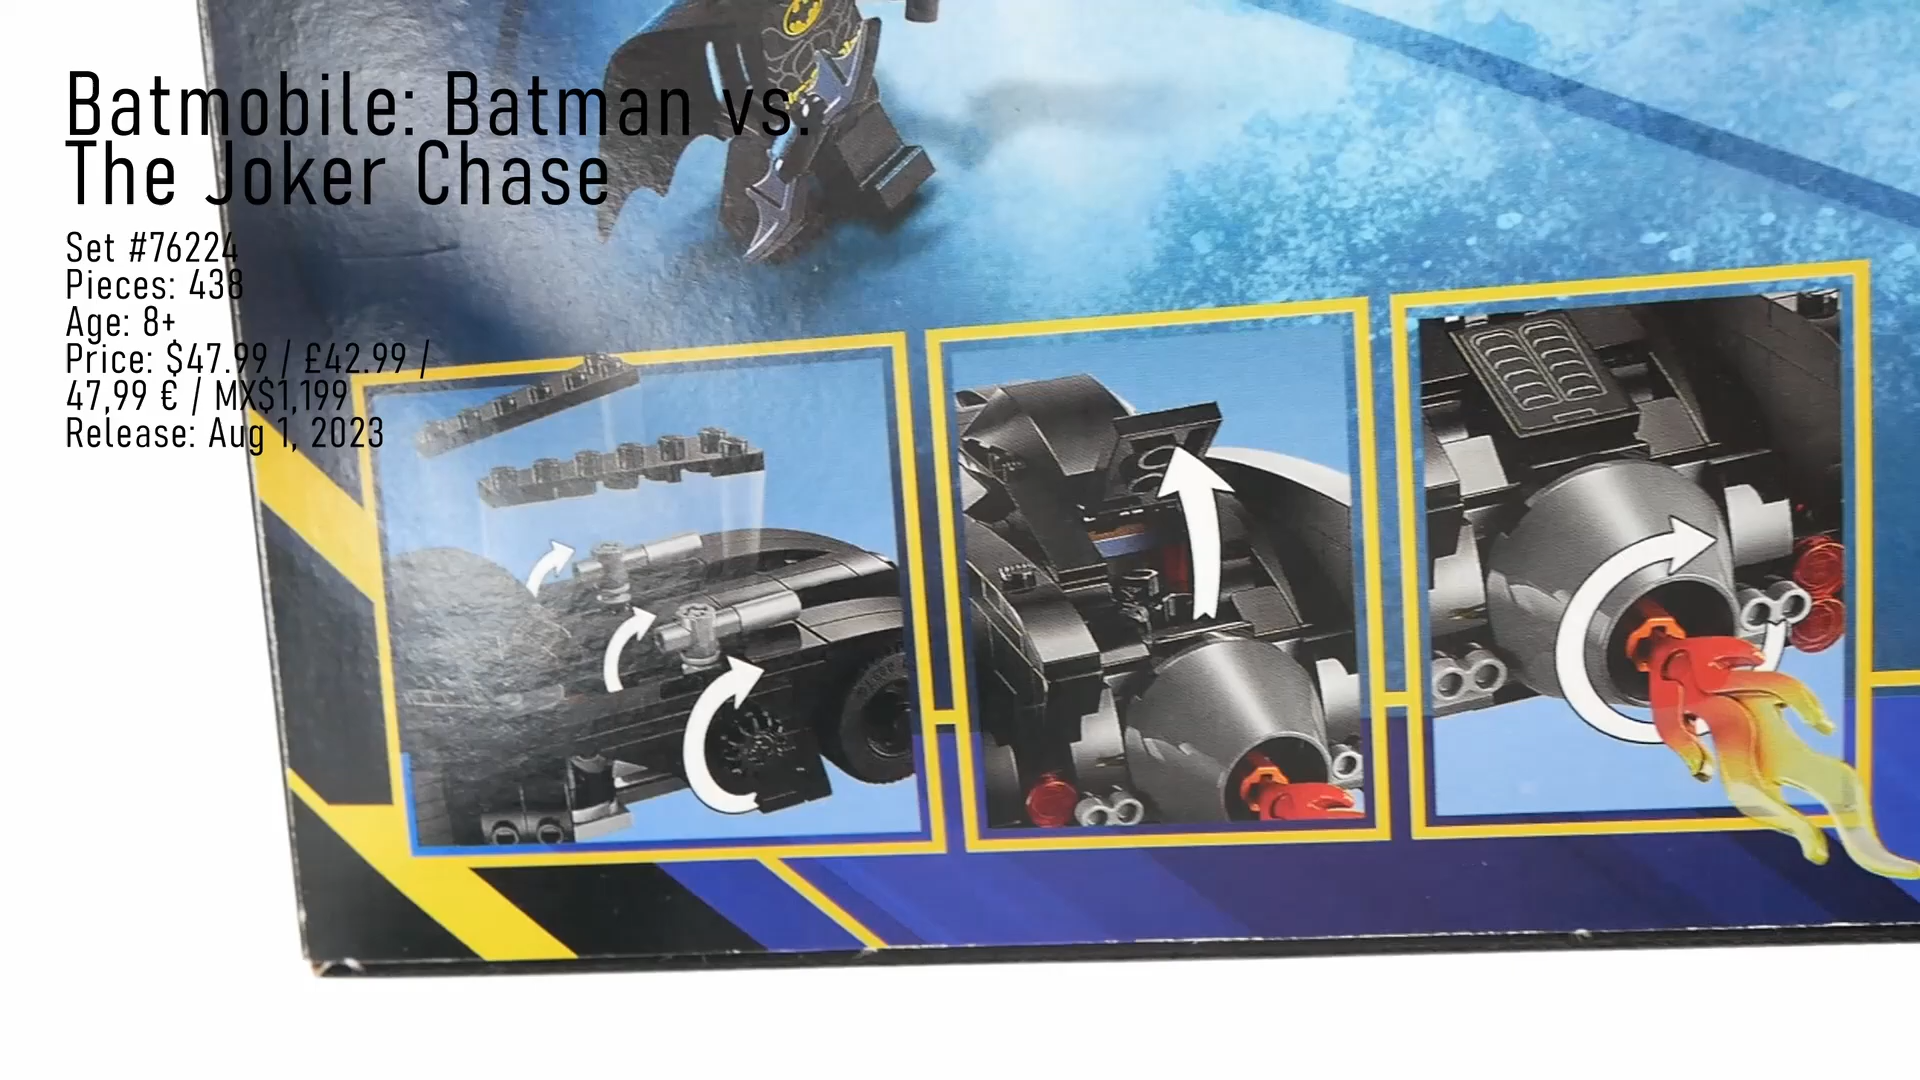 Batmobile: Batman vs.
The Joker Chase
Set #76224
Pieces: 438
Age: 8+
Price: $47.99 / £42.99 /
47,99 € / MX$1,199
Release: Aug 1, 2023